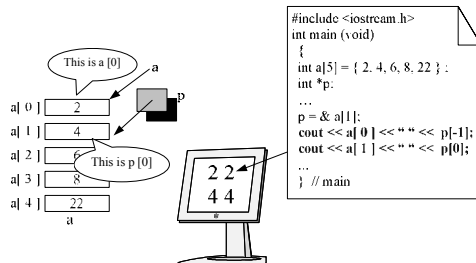 This is a [0]
a
p
a[ 0 ] 2
a[ 1 ] 4
a[ 2 ] 6
This is p [0]
a[ 3 ] 8
a[ 4 ] 22
a
2 2
4 4
#include <iostream.h>
int main (void)
{
int a[5] = { 2, 4, 6, 8, 22 } ;
int *p;
…
p = & a[1];
cout << a[ 0 ] << “ “ << p[-1];
cout << a[ 1 ] << “ “ << p[0];
...
} // main